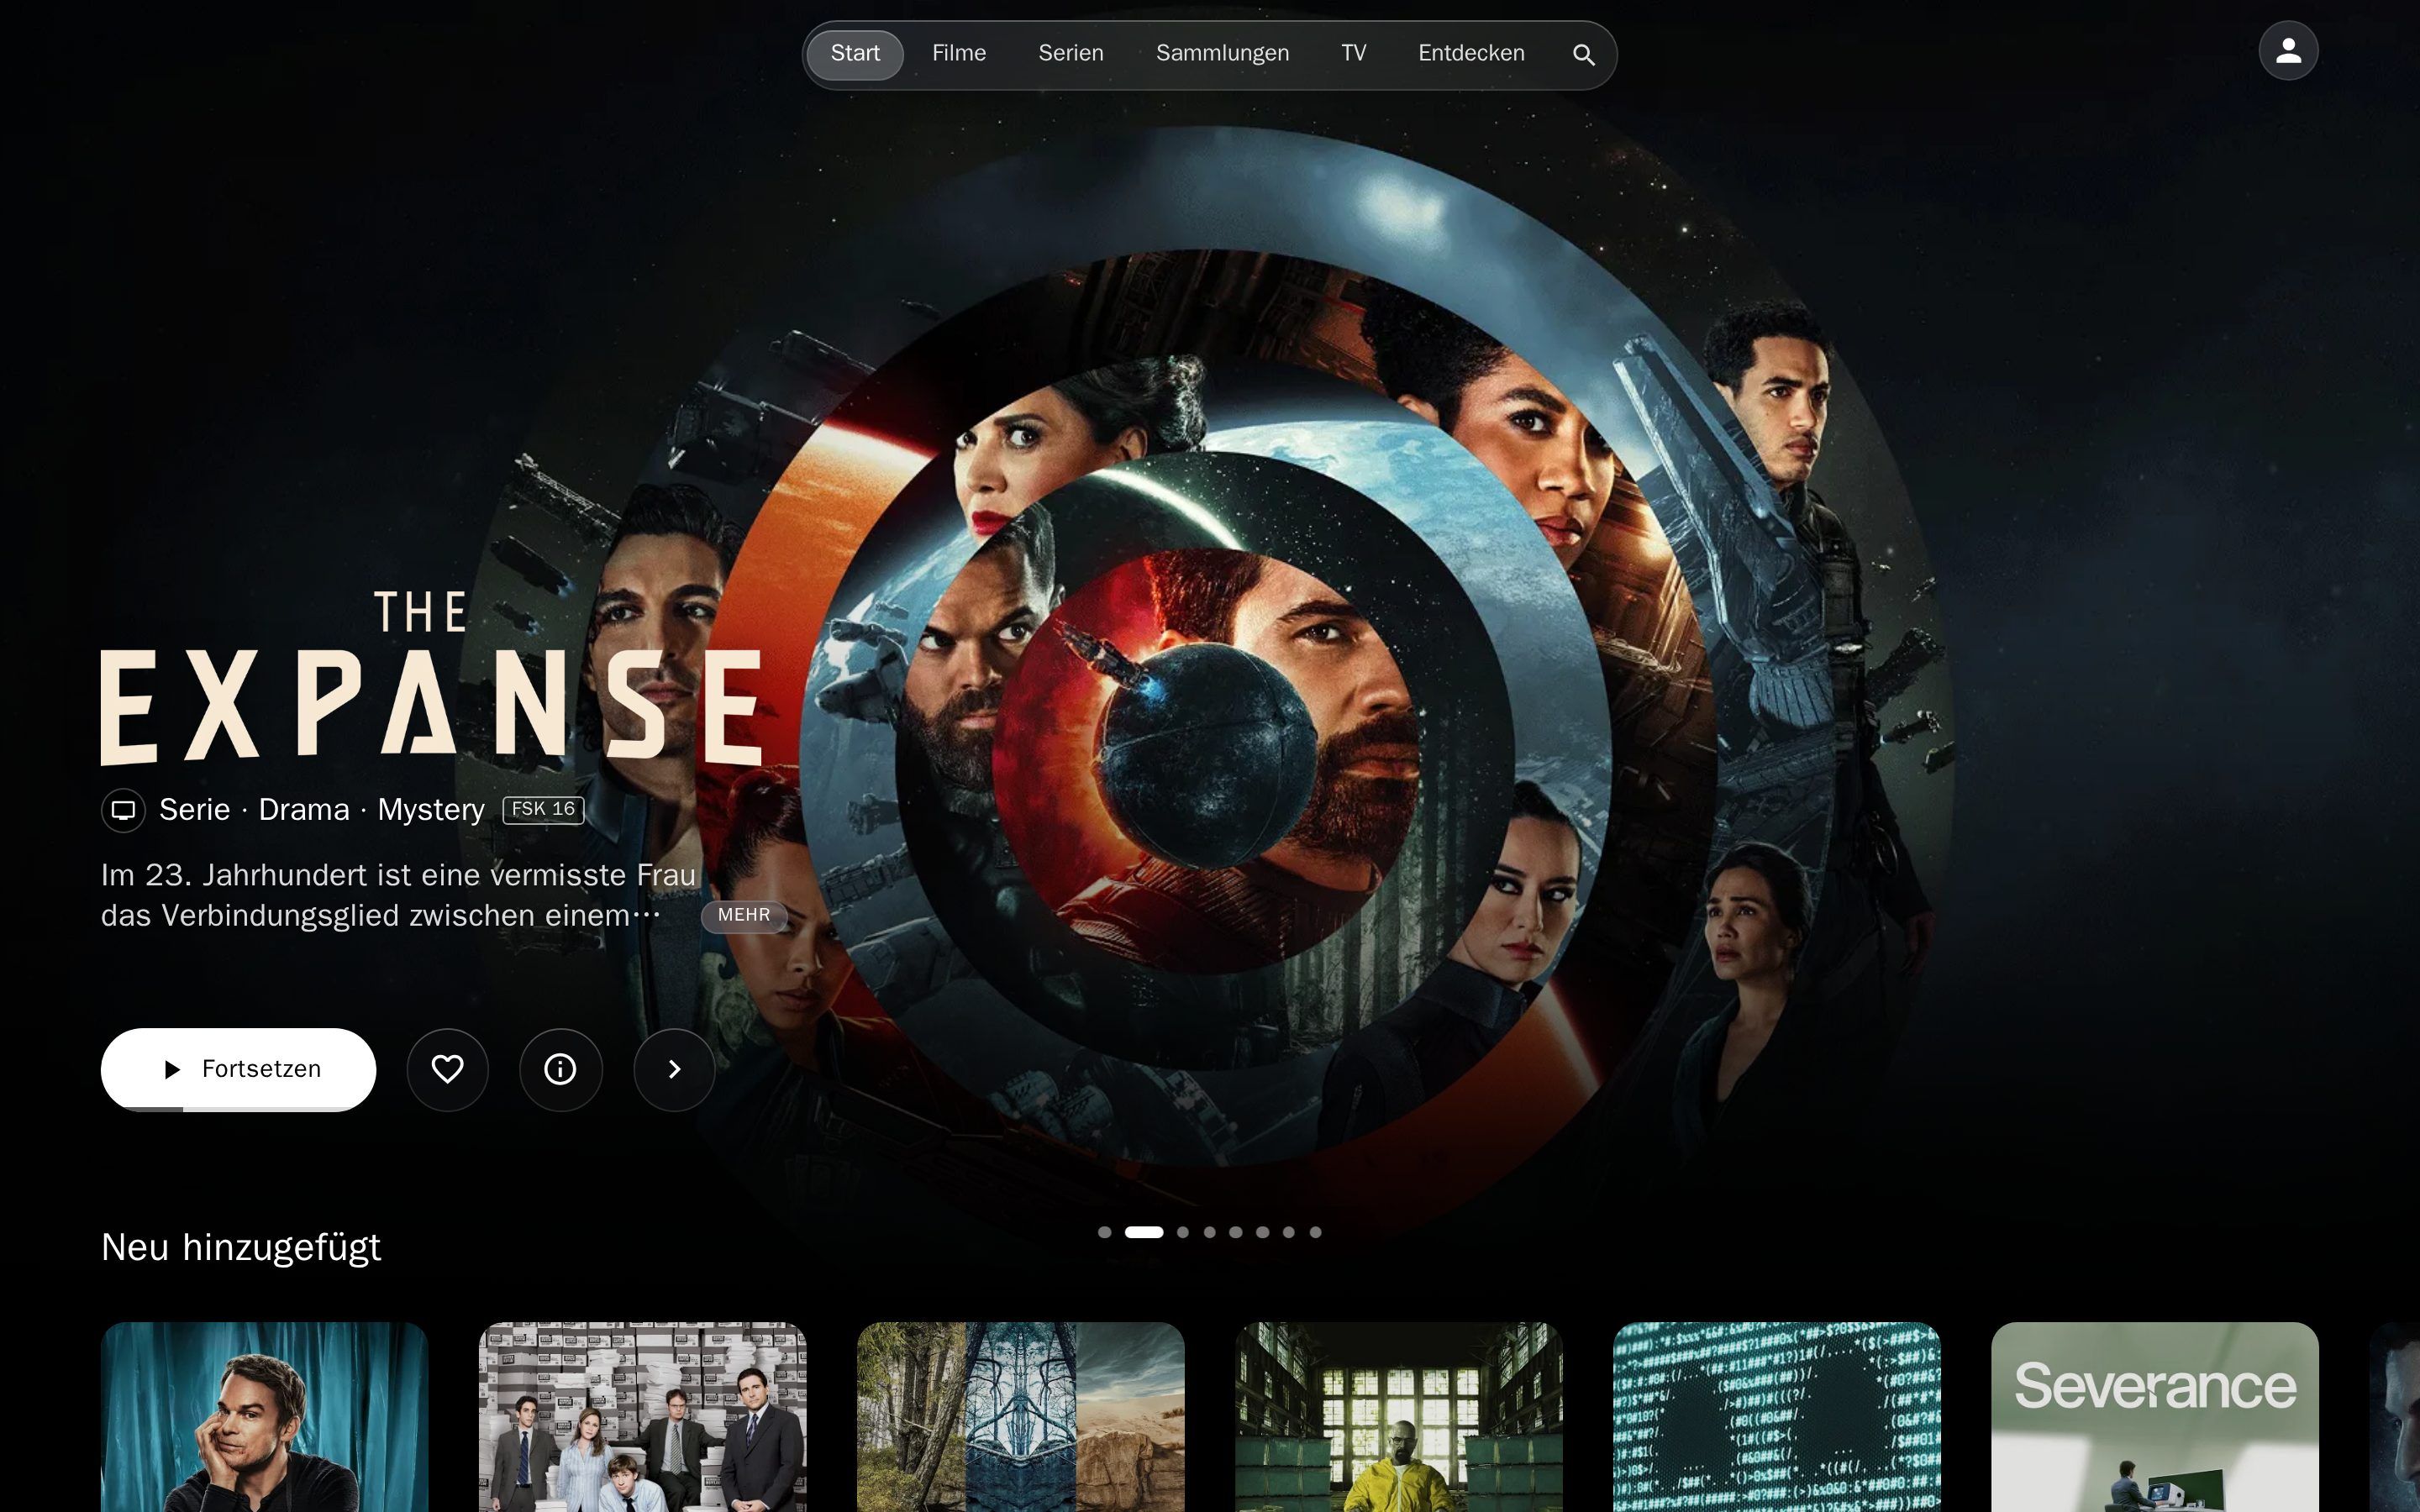 Start Filme Serien Sammlungen TV Entdecken
THE
EXPANSE
Serie · Drama · Mystery FSK 16
Im 23. Jahrhundert ist eine vermisste Frau
das Verbindungsglied zwischen einem··· MEHR
Fortsetzen
Neu hinzugefügt
Severance